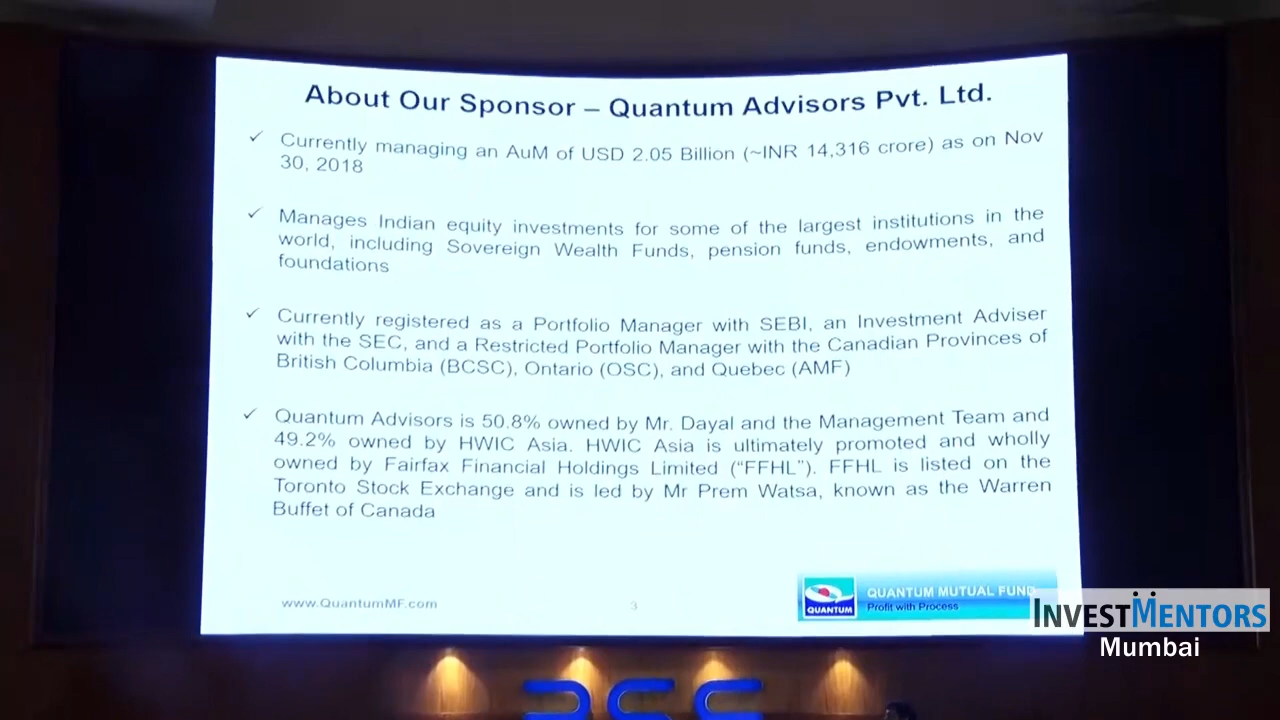 About Our Sponsor – Quantum Advisors Pvt. Ltd.
✓ Currently managing an AuM of USD 2.05 Billion (~INR 14,316 crore) as on Nov
30, 2018
✓ Manages Indian equity investments for some of the largest institutions in the
world, including Sovereign Wealth Funds, pension funds, endowments, and
foundations
✓ Currently registered as a Portfolio Manager with SEBI, an Investment Adviser
with the SEC, and a Restricted Portfolio Manager with the Canadian Provinces of
British Columbia (BCSC), Ontario (OSC), and Quebec (AMF)
✓ Quantum Advisors is 50.8% owned by Mr. Dayal and the Management Team and
49.2% owned by HWIC Asia. HWIC Asia is ultimately promoted and wholly
owned by Fairfax Financial Holdings Limited (“FFHL”). FFHL is listed on the
Toronto Stock Exchange and is led by Mr Prem Watsa, known as the Warren
Buffet of Canada
www.QuantumMF.com
3
QUANTUM
QUANTUM MUTUAL FUND
Profit with Process
INVESTMENTORS
Mumbai